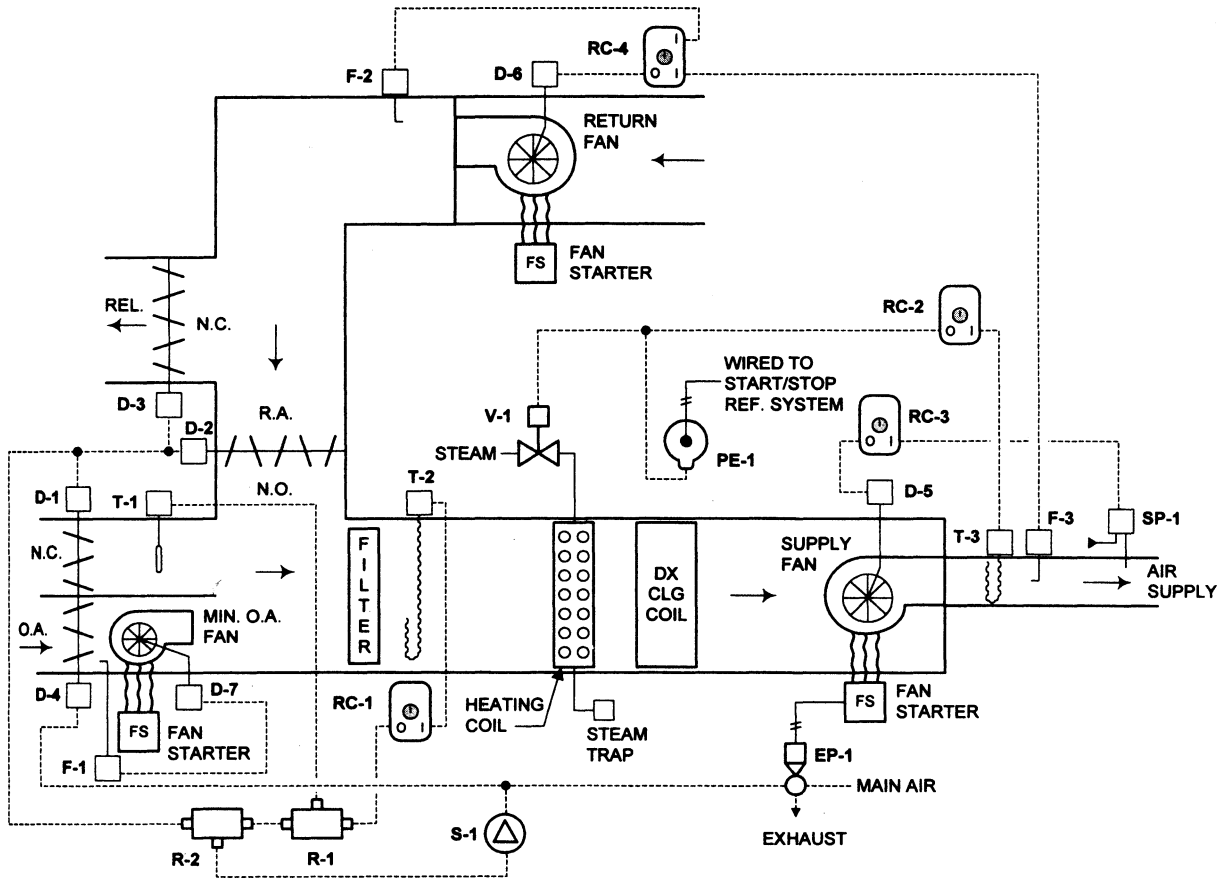 RC-4
I
O I
F-2
D-6
RETURN
FAN
FS
FAN
STARTER
REL.
N.C.
RC-2
O I
WIRED TO
START/STOP
REF. SYSTEM
D-3
R.A.
V-1
RC-3
O I
D-2
STEAM
PE-1
N.O.
T-2
D-5
D-1
T-1
T-3
F-3
SP-1
N.C.
FILTER
SUPPLY
FAN
DX
CLG
COIL
AIR
SUPPLY
MIN. O.A.
FAN
O.A.
D-4
D-7
RC-1
O I
HEATING
COIL
FS
FAN
STARTER
FS
FAN
STARTER
STEAM
TRAP
F-1
EP-1
MAIN AIR
EXHAUST
R-2
R-1
S-1